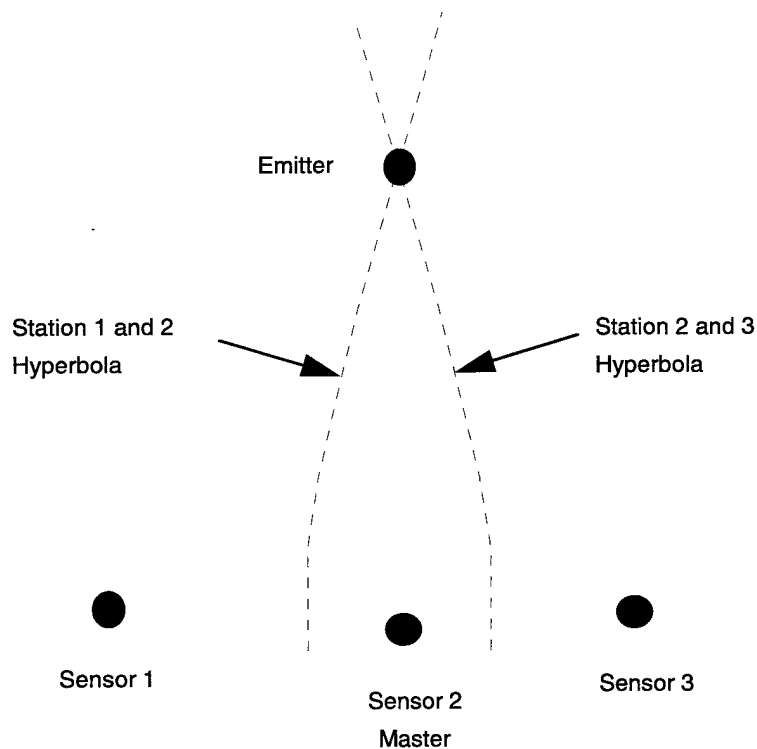 Emitter
Station 1 and 2
Hyperbola
Station 2 and 3
Hyperbola
Sensor 1
Sensor 2
Master
Sensor 3